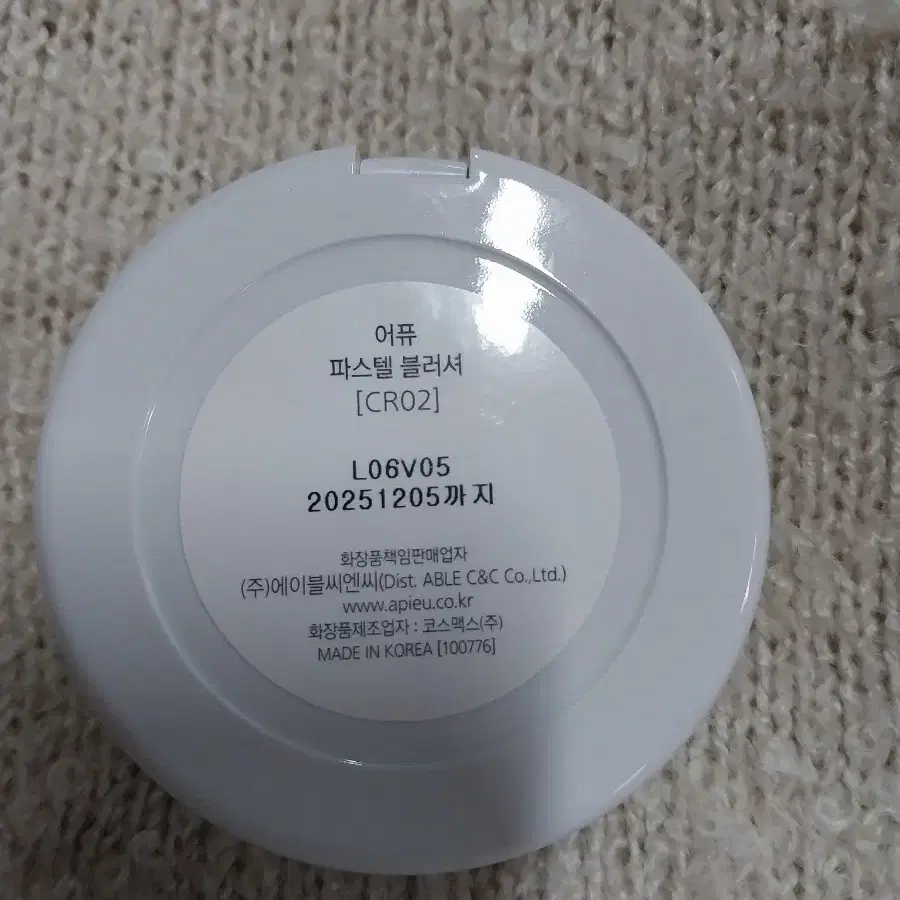 어퓨
파스텔 블러셔
[CR02]
L06V05
20251205까지
화장품책임판매업자
(주)에이블씨엔씨(Dist. ABLE C&C Co.,Ltd.)
www.apieu.co.kr
화장품제조업자 : 코스맥스(주)
MADE IN KOREA [100776]